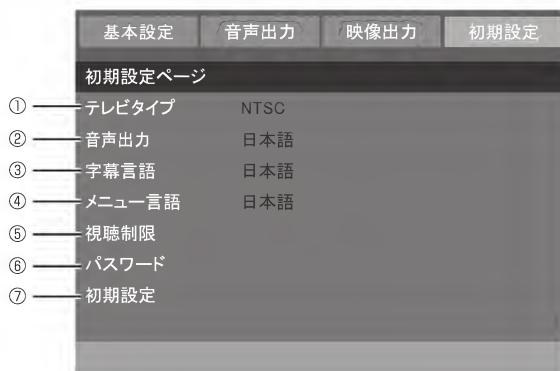 基本設定 音声出力 映像出力 初期設定
初期設定ページ
① テレビタイプ NTSC
② 音声出力 日本語
③ 字幕言語 日本語
④ メニュー言語 日本語
⑤ 視聴制限
⑥ パスワード
⑦ 初期設定